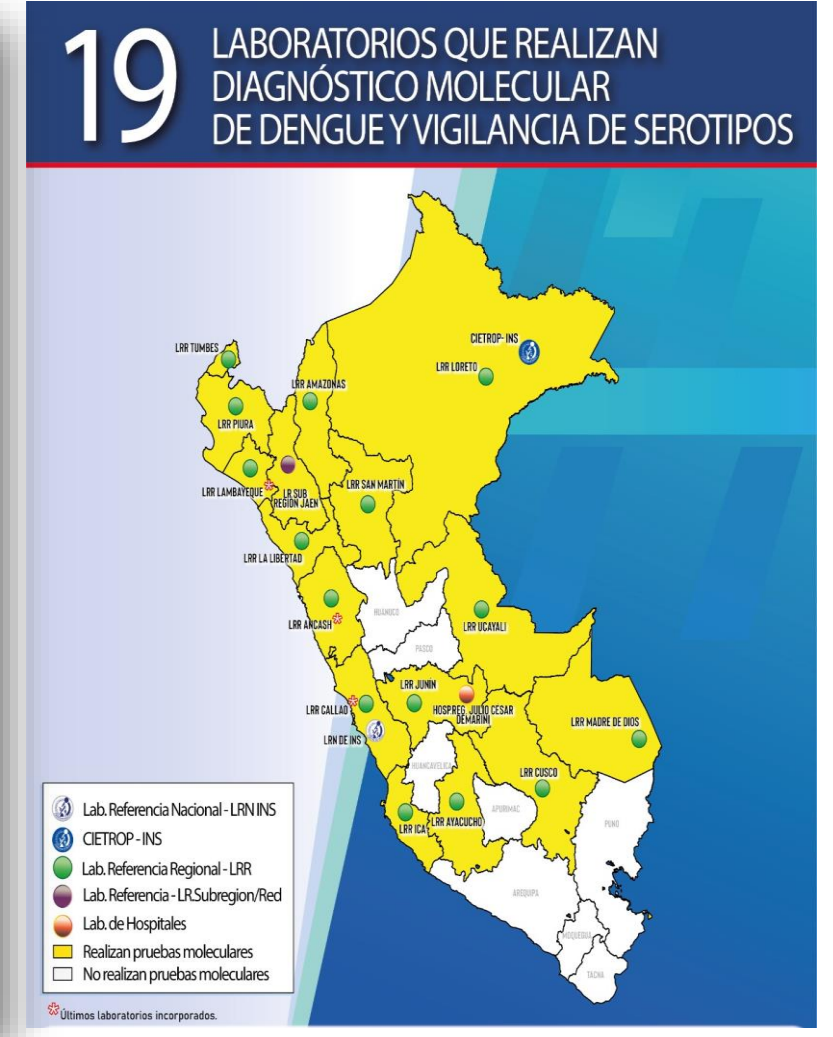 19
LABORATORIOS QUE REALIZAN
DIAGNÓSTICO MOLECULAR
DE DENGUE Y VIGILANCIA DE SEROTIPOS
CIETROP-INS
LRR TUMBES
LRR LORETO
LRR AMAZONAS
LRR PIURA
LRR SAN MARTÍN
LRR LAMBAYEQUE
LR.SUB
REGIÓN JAEN
LRR LA LIBERTAD
HUÁNUCO
LRR ANCASH
LRR UCAYALI
PASCO
LRR JUNÍN
LRR CALLAO
HOSP.REG. JULIO CESAR
DEMARINI
LRR MADRE DE DIOS
LRN DE INS
HUANCAVELICA
LRR CUSCO
APURIMAC
LRR ICA
LRR AYACUCHO
PUNO
AREQUIPA
MOQUEGUA
TACNA
Lab. Referencia Nacional - LRN INS
CIETROP - INS
Lab. Referencia Regional - LRR
Lab. Referencia - LR.Subregion/Red
Lab. de Hospitales
Realizan pruebas moleculares
No realizan pruebas moleculares
Últimos laboratorios incorporados.